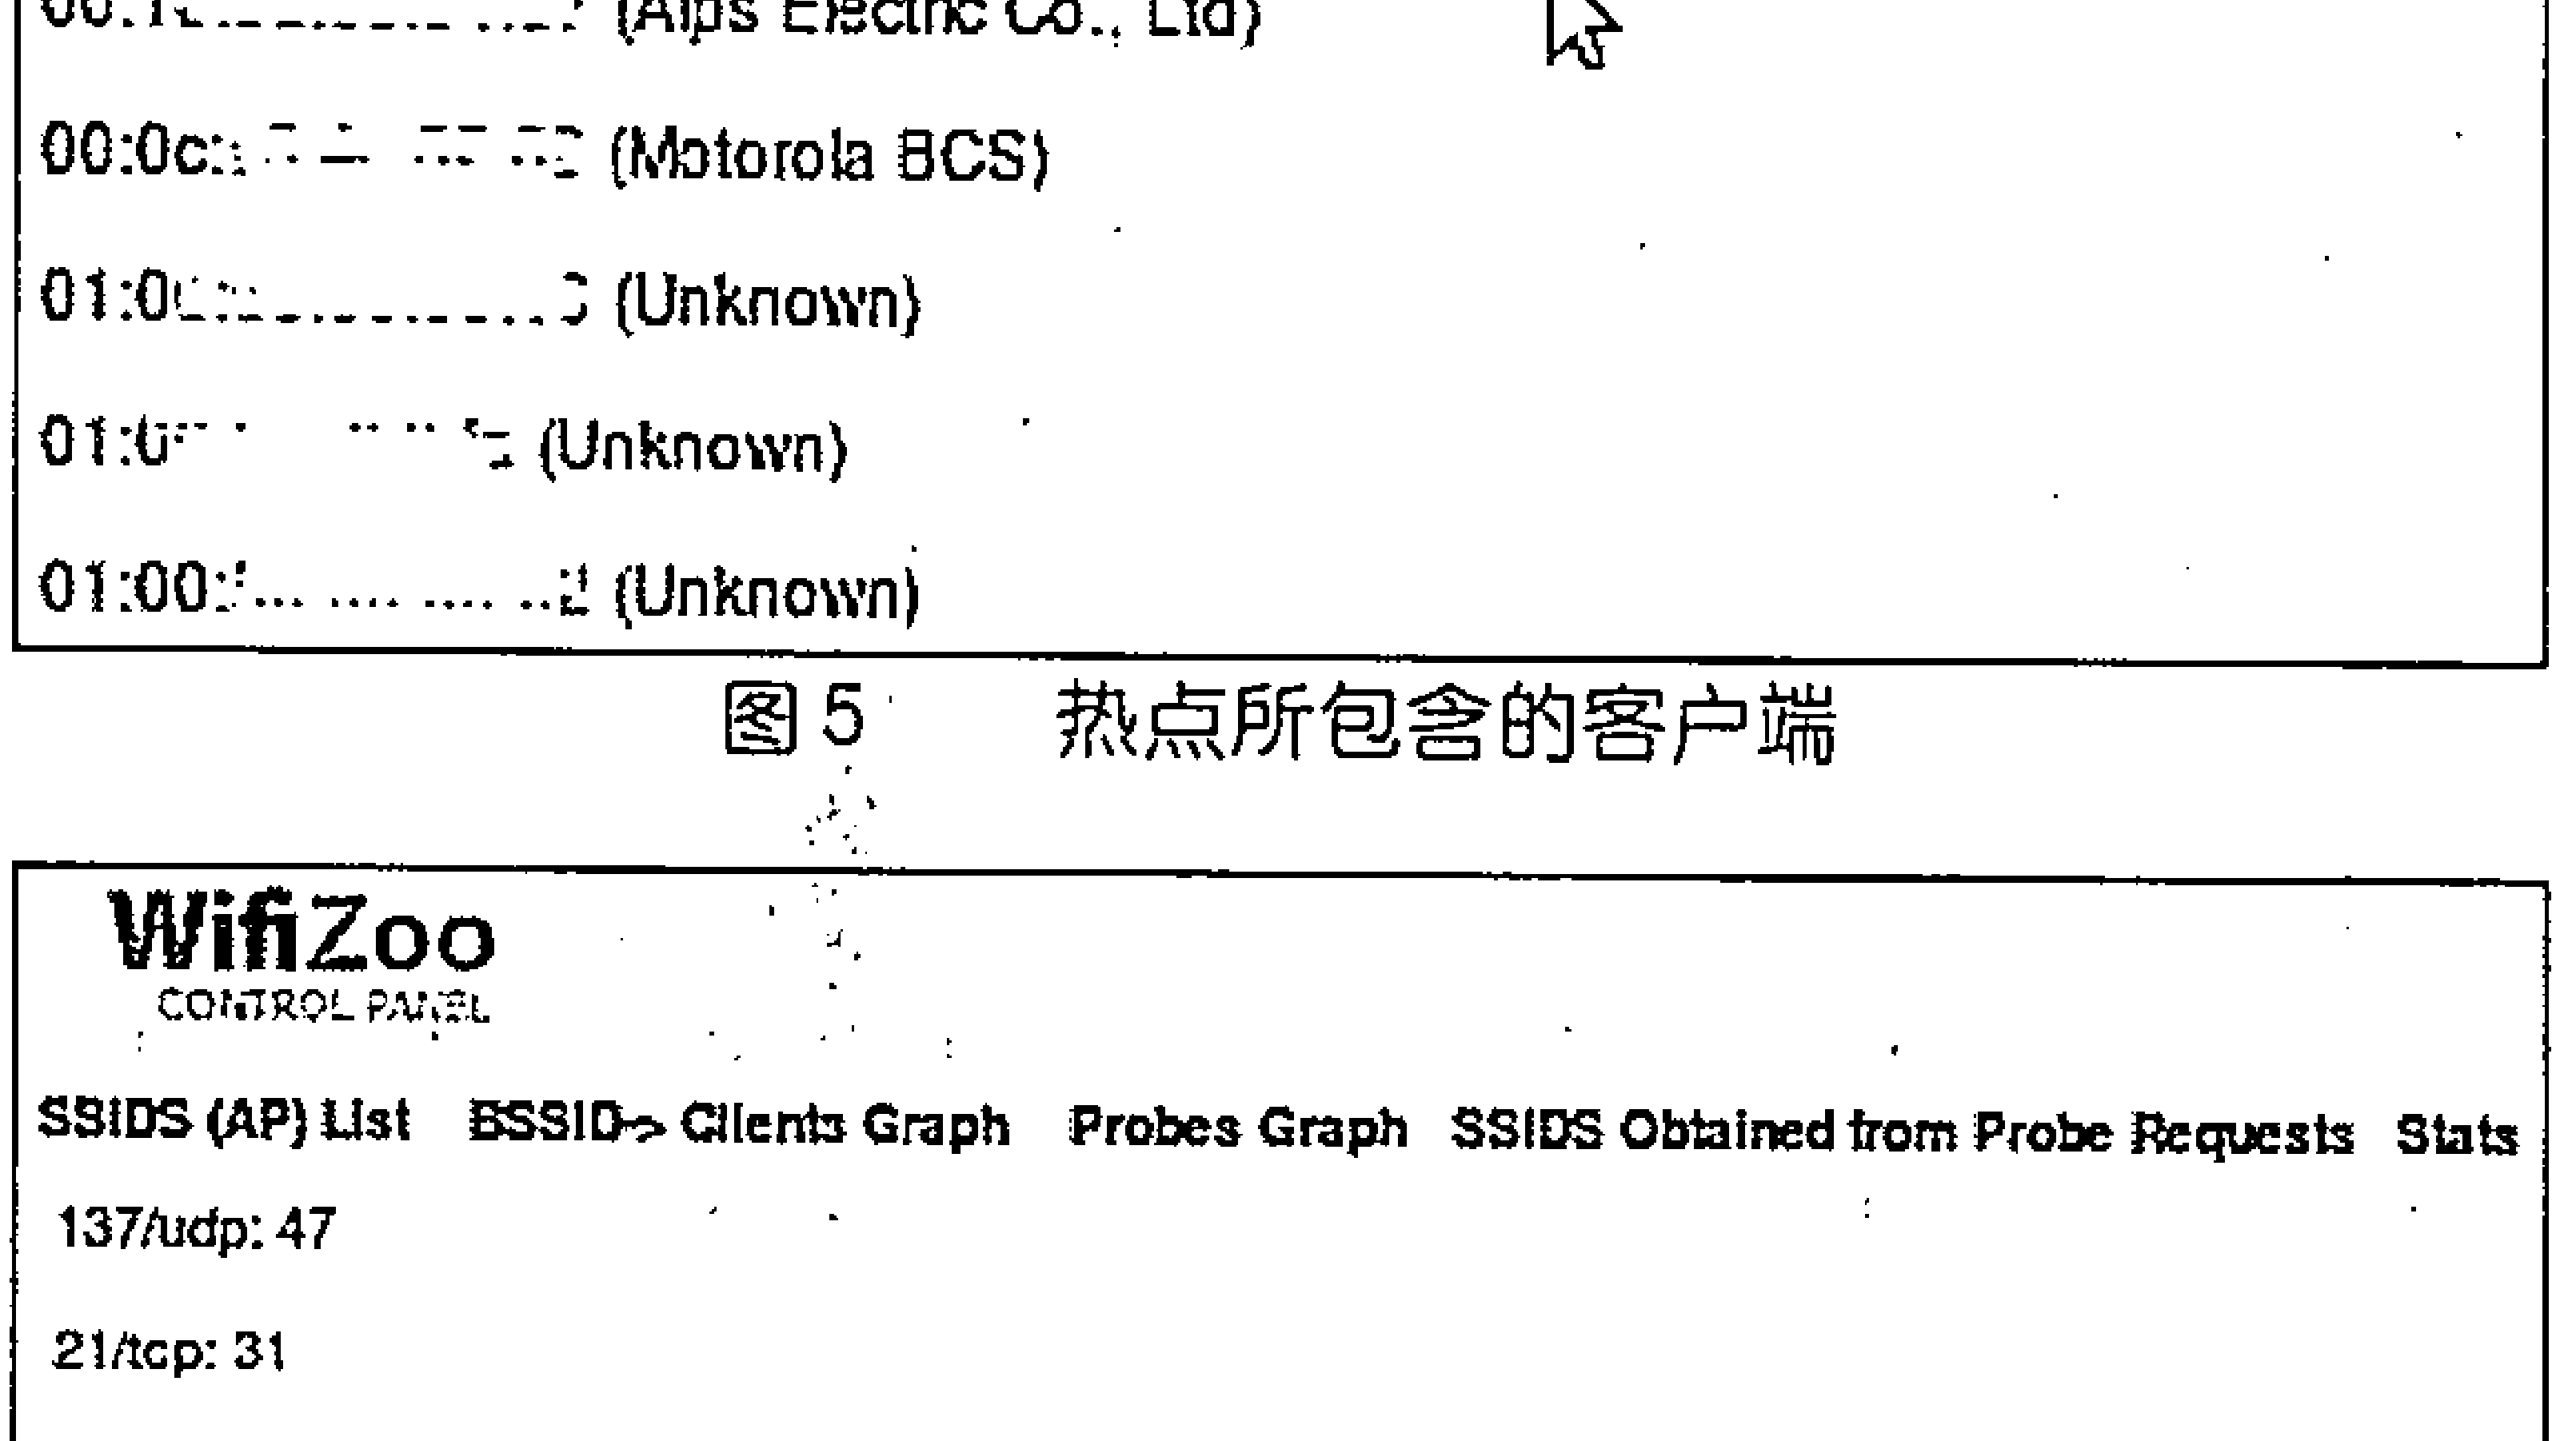 (Alps Electric Co., Ltd)
00:0c: (Motorola BCS)
01:0 (Unknown)
01:0 (Unknown)
01:00: (Unknown)
图 5 热点所包含的客户端
WifiZoo
CONTROL PANEL
SSIDS (AP) List BSSID-> Clients Graph Probes Graph SSIDS Obtained from Probe Requests Stats
137/udp: 47
21/tcp: 31